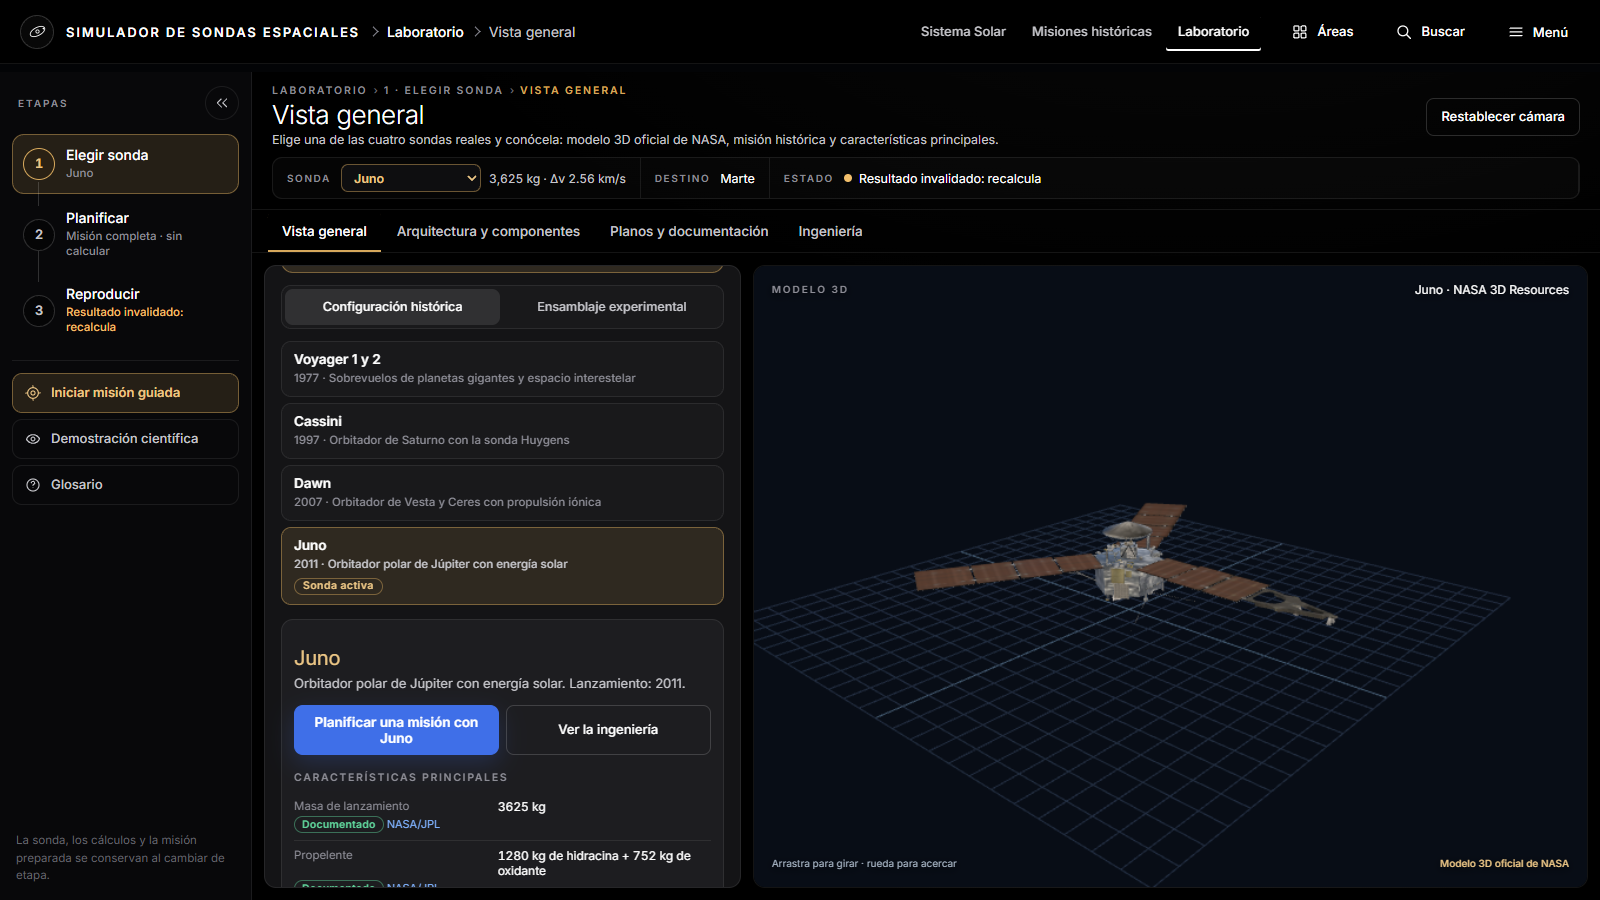 SIMULADOR DE SONDAS ESPACIALES > Laboratorio > Vista general
Sistema Solar
Misiones históricas
Laboratorio
Áreas
Buscar
Menú
ETAPAS
1
Elegir sonda
Juno
2
Planificar
Misión completa · sin
calcular
3
Reproducir
Resultado invalidado:
recalcula
Iniciar misión guiada
Demostración científica
Glosario
La sonda, los cálculos y la misión
preparada se conservan al cambiar de
etapa.
LABORATORIO › 1 · ELEGIR SONDA › VISTA GENERAL
Vista general
Elige una de las cuatro sondas reales y conócela: modelo 3D oficial de NASA, misión histórica y características principales.
Restablecer cámara
SONDA
Juno
3,625 kg · Δv 2.56 km/s
DESTINO
Marte
ESTADO
Resultado invalidado: recalcula
Vista general
Arquitectura y componentes
Planos y documentación
Ingeniería
Configuración histórica
Ensamblaje experimental
Voyager 1 y 2
1977 · Sobrevuelos de planetas gigantes y espacio interestelar
Cassini
1997 · Orbitador de Saturno con la sonda Huygens
Dawn
2007 · Orbitador de Vesta y Ceres con propulsión iónica
Juno
2011 · Orbitador polar de Júpiter con energía solar
Sonda activa
Juno
Orbitador polar de Júpiter con energía solar. Lanzamiento: 2011.
Planificar una misión con
Juno
Ver la ingeniería
CARACTERÍSTICAS PRINCIPALES
Masa de lanzamiento
3625 kg
Documentado NASA/JPL
Propelente
1280 kg de hidracina + 752 kg de
oxidante
Documentado NASA/JPL
MODELO 3D
Juno · NASA 3D Resources
Arrastra para girar · rueda para acercar
Modelo 3D oficial de NASA